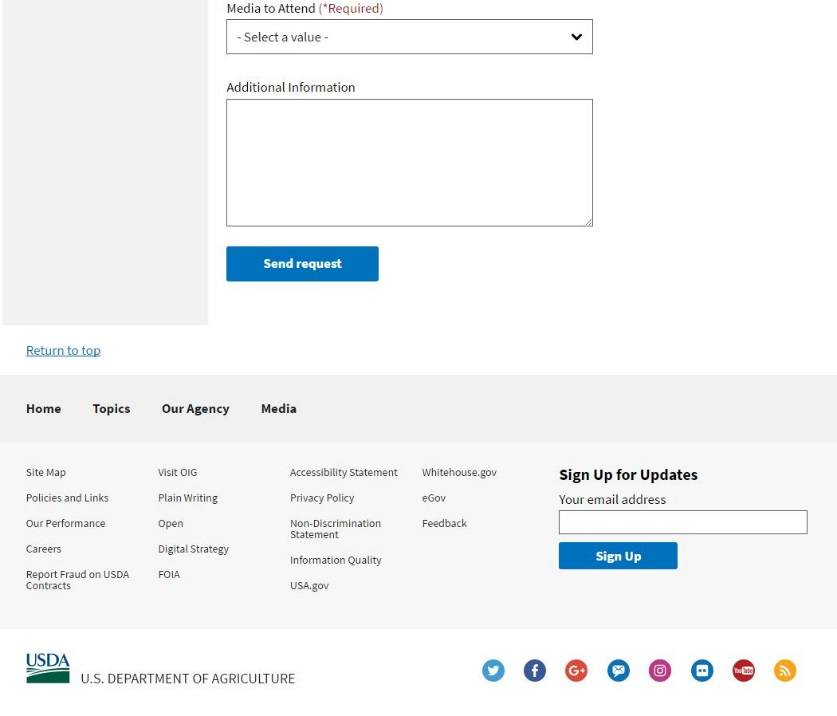 Media to Attend (*Required)
- Select a value -
Additional Information
Send request
Return to top
Home Topics Our Agency Media
Site Map
Policies and Links
Our Performance
Careers
Report Fraud on USDA
Contracts
Visit OIG
Plain Writing
Open
Digital Strategy
FOIA
Accessibility Statement
Privacy Policy
Non-Discrimination
Statement
Information Quality
USA.gov
Whitehouse.gov
eGov
Feedback
Sign Up for Updates
Your email address
Sign Up
USDA
U.S. DEPARTMENT OF AGRICULTURE
G+
YouTube